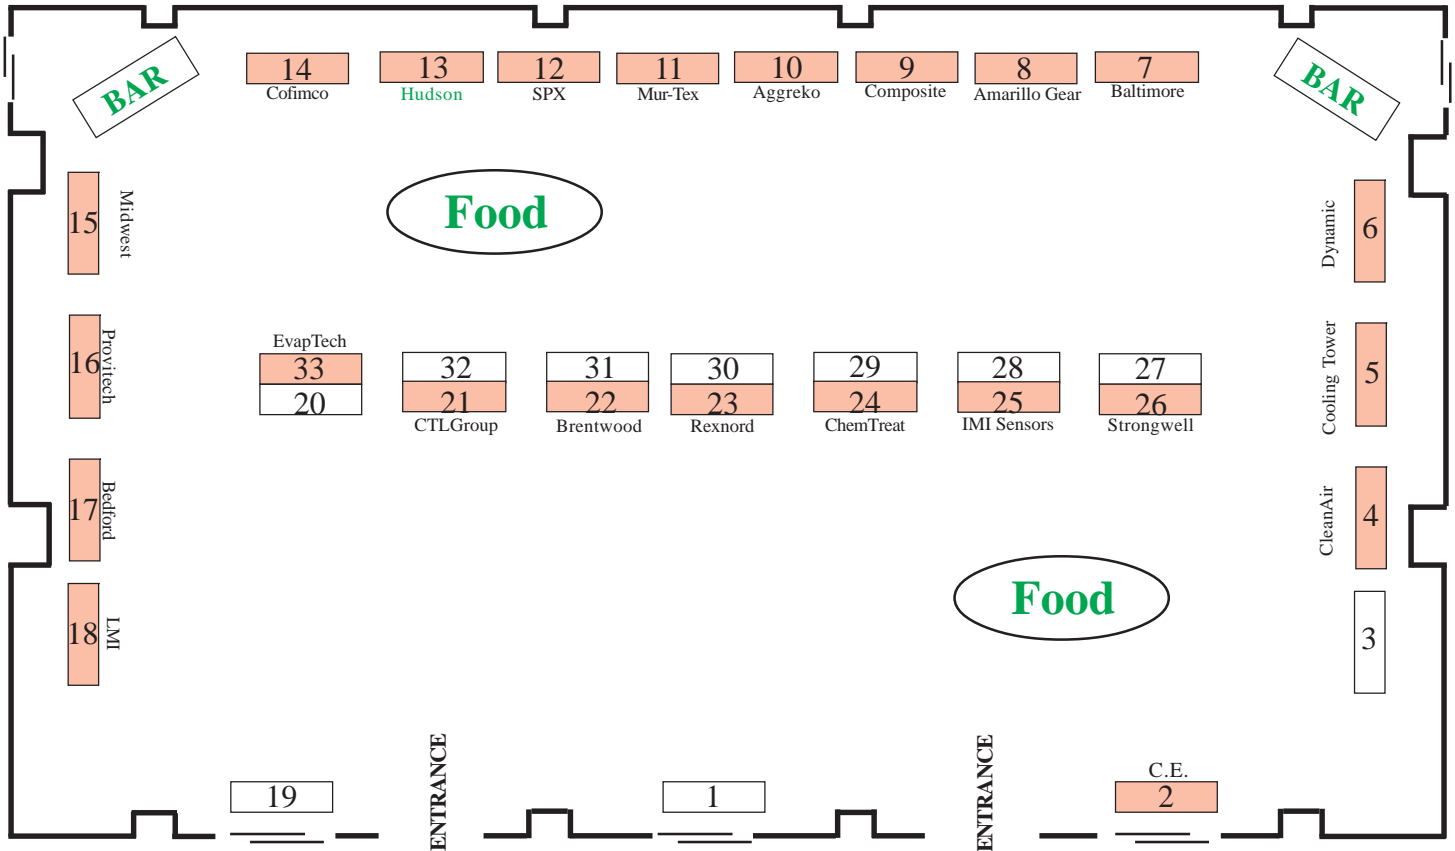 BAR
14
Cofimco
13
Hudson
12
SPX
11
Mur-Tex
10
Aggreko
9
Composite
8
Amarillo Gear
7
Baltimore
BAR
15
Midwest
Food
6
Dynamic
16
Provitech
EvapTech
33
20
32
21
CTLGroup
31
22
Brentwood
30
23
Rexnord
29
24
ChemTreat
28
25
IMI Sensors
27
26
Strongwell
5
Cooling Tower
17
Bedford
4
CleanAir
18
LMI
Food
3
19
ENTRANCE
1
ENTRANCE
C.E.
2